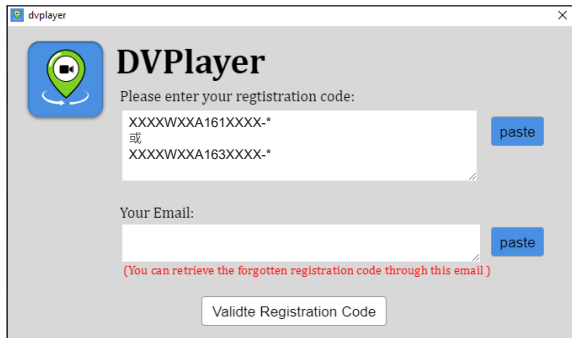 dvplayer
DVPlayer
Please enter your regtistration code:
XXXXWXXA161XXXX-*
或
XXXXWXXA163XXXX-*
paste
Your Email:
paste
(You can retrieve the forgotten registration code through this email )
Validte Registration Code